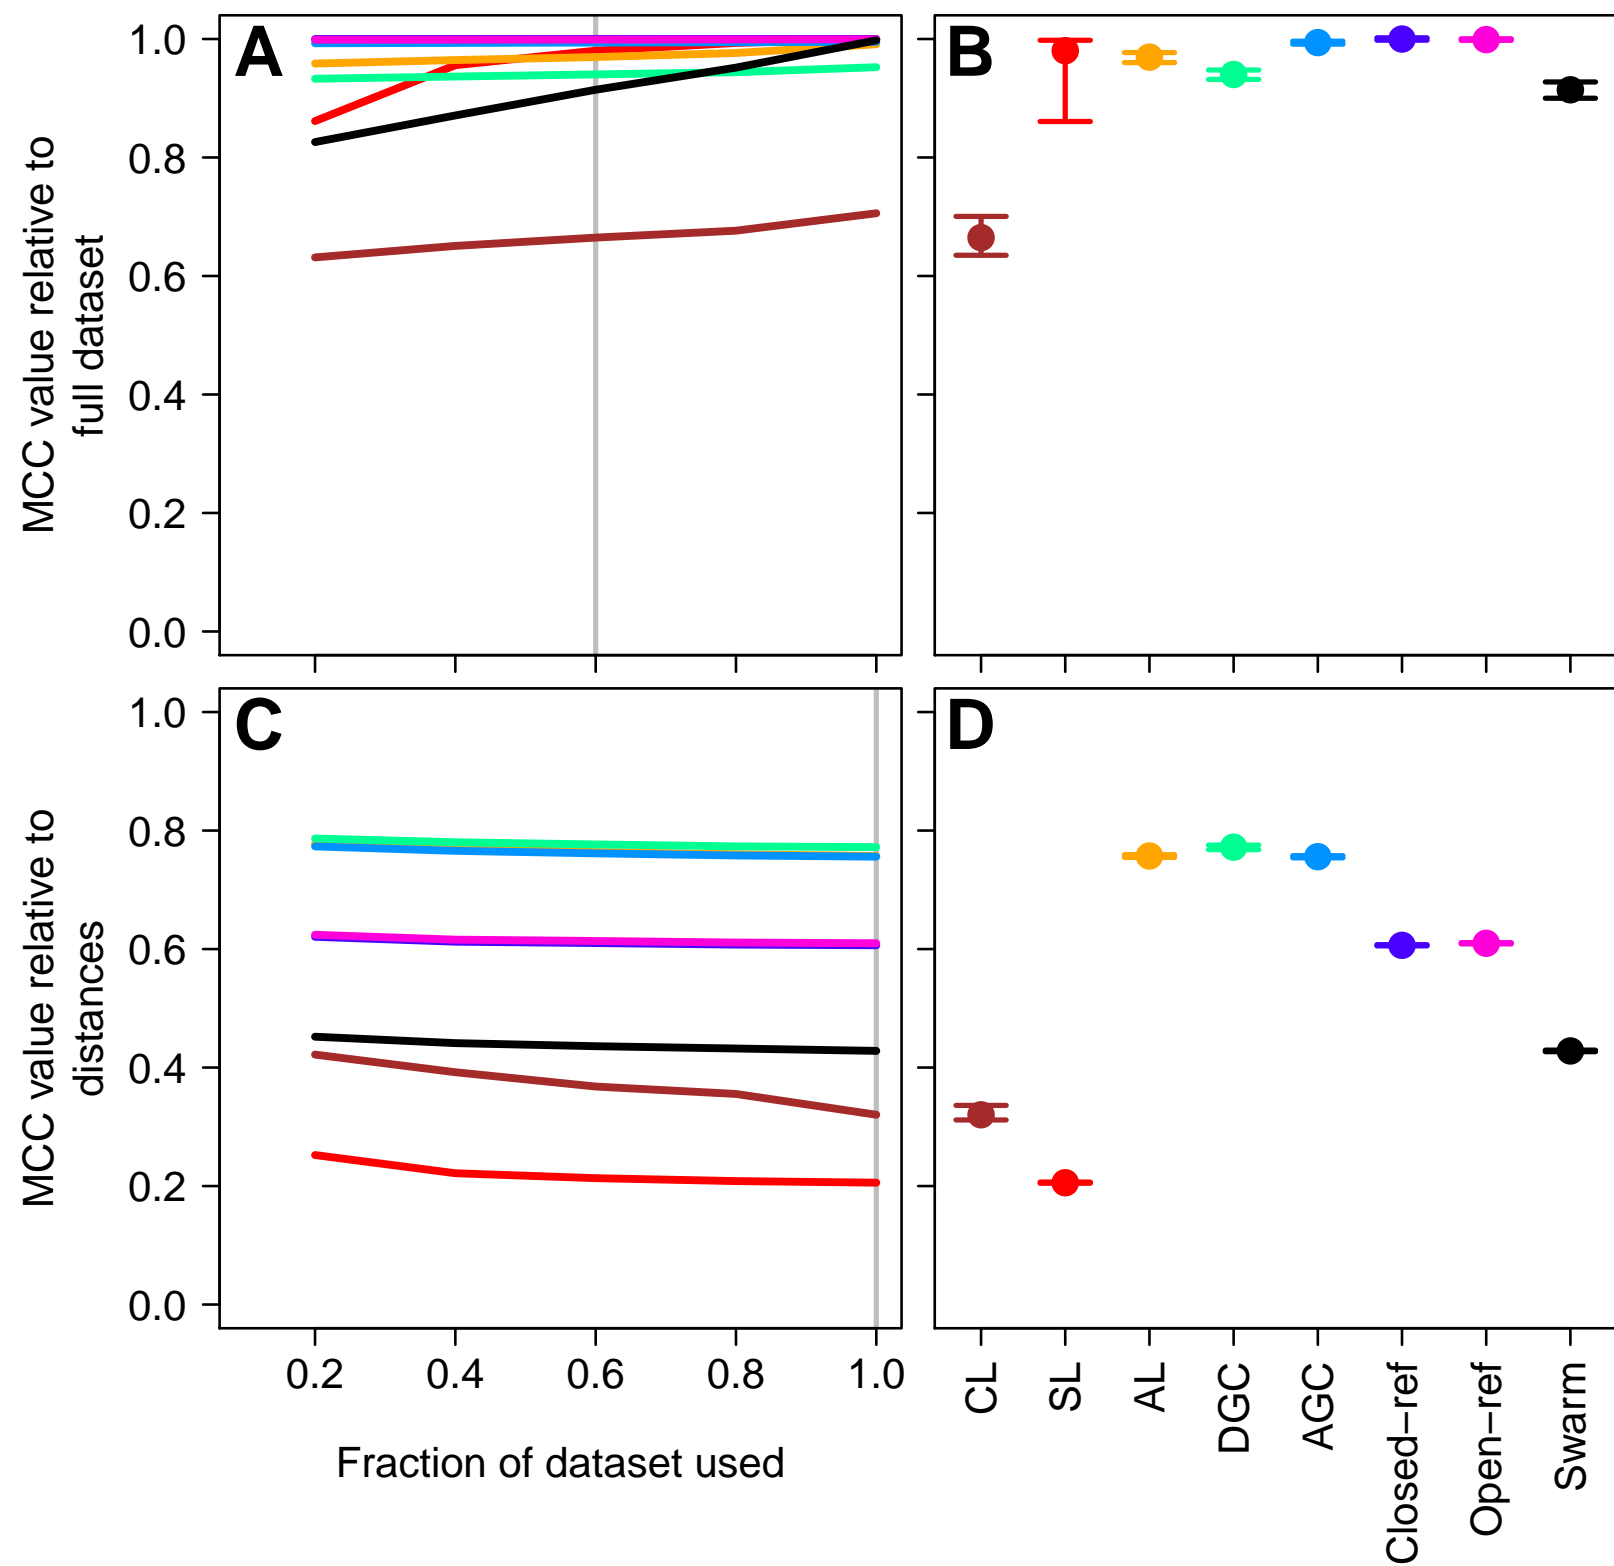 A
B
MCC value relative to
full dataset
1.0
0.8
0.6
0.4
0.2
0.0
C
D
MCC value relative to
distances
1.0
0.8
0.6
0.4
0.2
0.0
0.2 0.4 0.6 0.8 1.0
Fraction of dataset used
CL
SL
AL
DGC
AGC
Closed−ref
Open−ref
Swarm